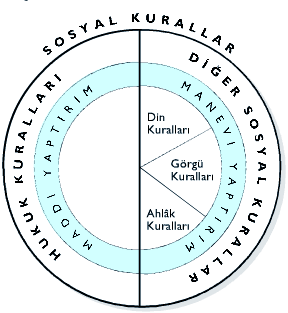 SOSYAL KURALLAR
HUKUK KURALLARI
DİĞER SOSYAL KURALLAR
MADDİ YAPTIRIM
MANEVİ YAPTIRIM
Din
Kuralları
Görgü
Kuralları
Ahlâk
Kuralları